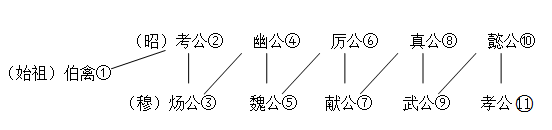 （昭）考公② 幽公④ 厉公⑥ 真公⑧ 懿公⑩
（始祖）伯禽①
（穆）炀公③ 魏公⑤ 献公⑦ 武公⑨ 孝公⑪